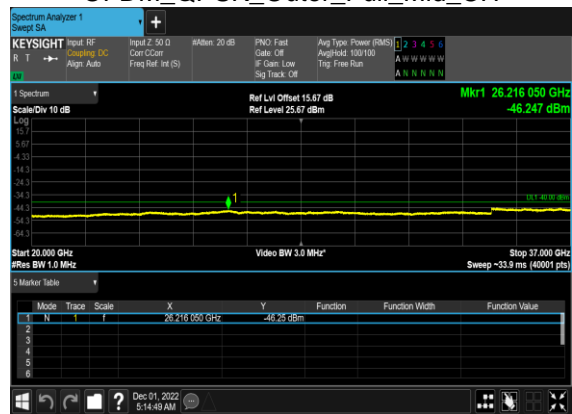 Spectrum Analyzer 1
Swept SA
+
KEYSIGHT Input: RF Input Z: 50 Ω #Atten: 20 dB PNO: Fast Avg Type: Power (RMS) 1 2 3 4 5 6
R T Coupling: DC Corr CCorr Gate: Off Avg|Hold: 100/100 A W W W W W
Align: Auto Freq Ref: Int (S) IF Gain: Low Trig: Free Run
Sig Track: Off A N N N N N
LW
1 Spectrum Ref Lvl Offset 15.67 dB Mkr1 26.216 050 GHz
Scale/Div 10 dB Ref Level 25.67 dBm -46.247 dBm
Log
15.7
5.67
-4.33
-14.3
-24.3
-34.3
1
DL1 -40.00 dBm
-44.3
-54.3
-64.3
Start 20.000 GHz Video BW 3.0 MHz* Stop 37.000 GHz
#Res BW 1.0 MHz Sweep ~33.9 ms (40001 pts)
5 Marker Table
Mode Trace Scale X Y Function Function Width Function Value
1 N 1 f 26.216 050 GHz -46.25 dBm
2
3
4
5
6
? Dec 01, 2022
5:14:49 AM